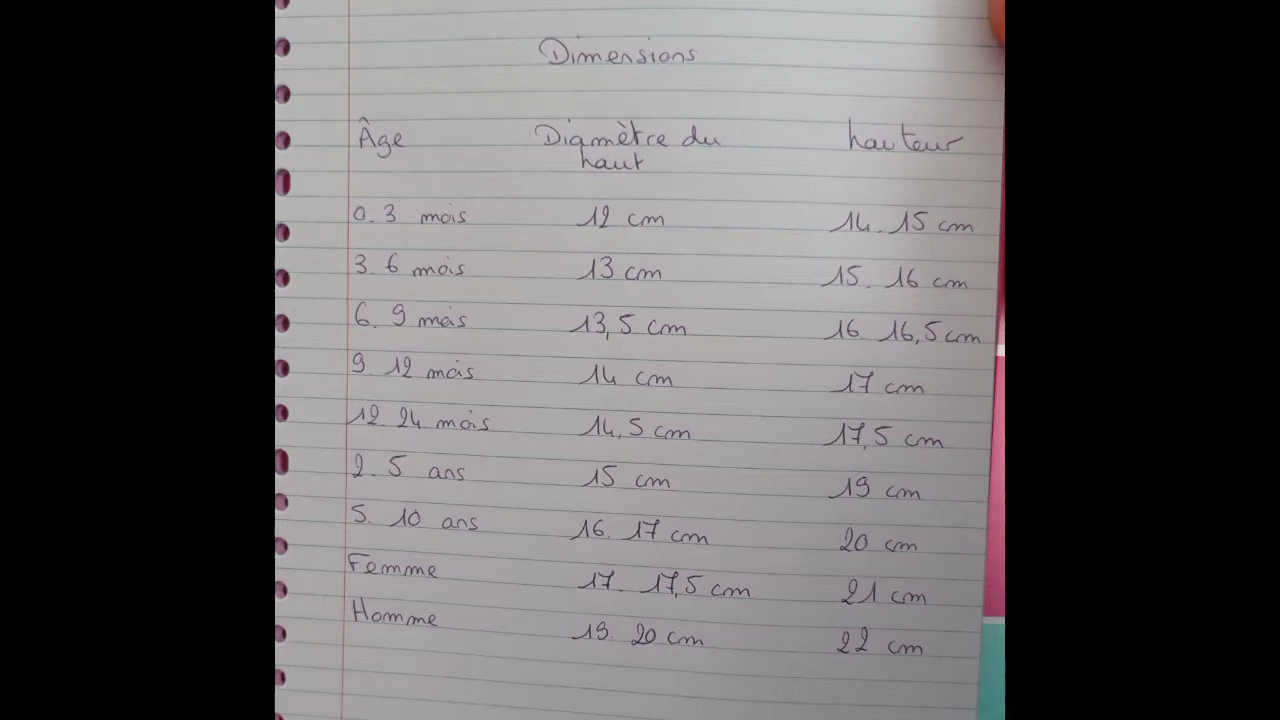 Dimensions
Âge Diamètre du haut hauteur
0. 3 mois 12 cm 14. 15 cm
3. 6 mois 13 cm 15. 16 cm
6. 9 mois 13,5 cm 16 16,5 cm
9 12 mois 14 cm 17 cm
12. 24 mois 14,5 cm 17,5 cm
2. 5 ans 15 cm 19 cm
5. 10 ans 16. 17 cm 20 cm
Femme 17. 17,5 cm 21 cm
Homme 19. 20 cm 22 cm